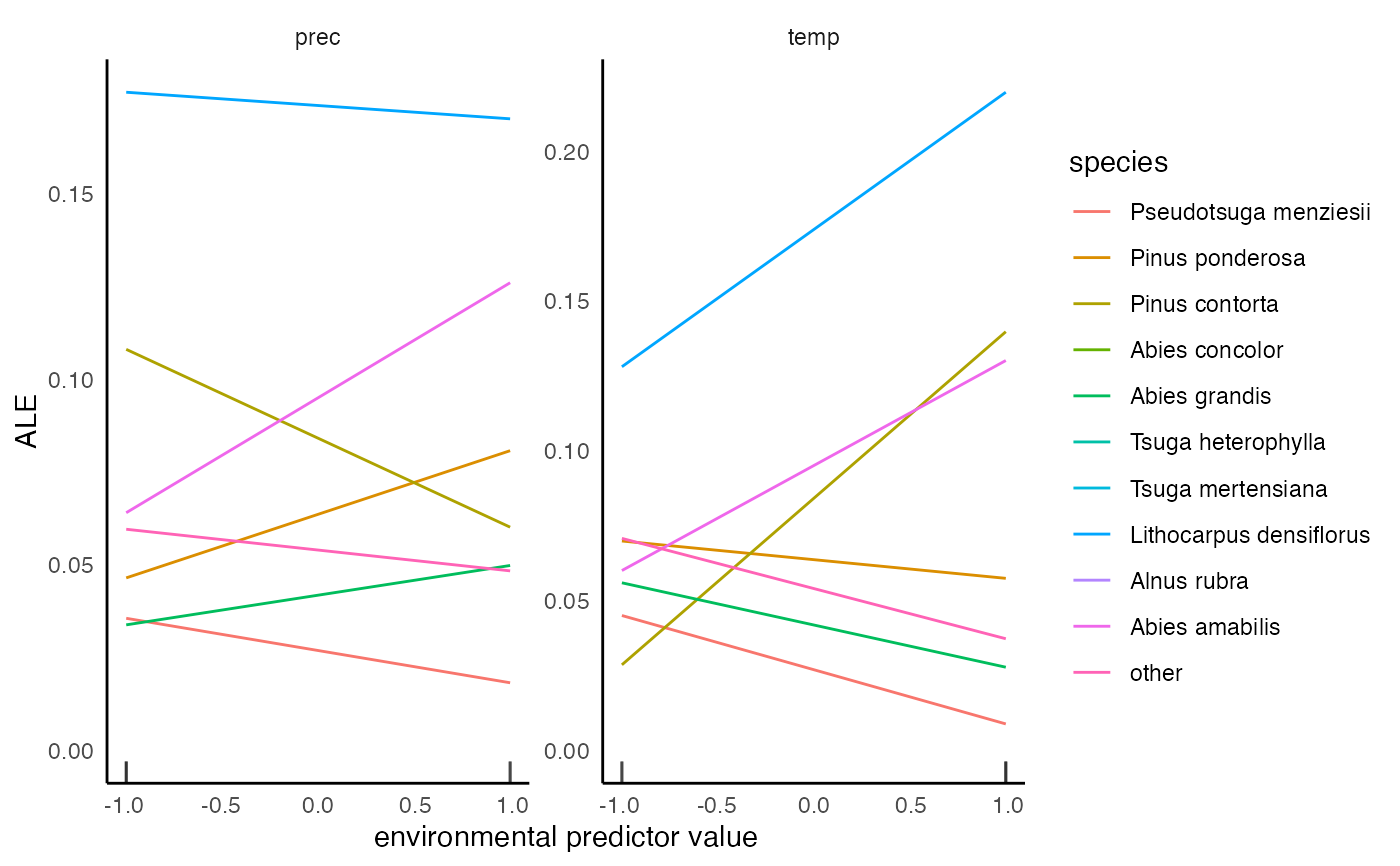 prec
temp
ALE
0.15
0.10
0.05
0.00
-1.0 -0.5 0.0 0.5 1.0
0.20
0.15
0.10
0.05
0.00
-1.0 -0.5 0.0 0.5 1.0
environmental predictor value
species
Pseudotsuga menziesii
Pinus ponderosa
Pinus contorta
Abies concolor
Abies grandis
Tsuga heterophylla
Tsuga mertensiana
Lithocarpus densiflorus
Alnus rubra
Abies amabilis
other